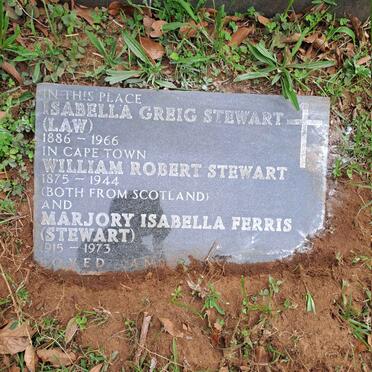 IN THIS PLACE
ISABELLA GREIG STEWART
(LAW)
1886 - 1966
IN CAPE TOWN
WILLIAM ROBERT STEWART
1875 - 1944
(BOTH FROM SCOTLAND)
AND
MARJORY ISABELLA FERRIS
(STEWART)
1915 - 1973